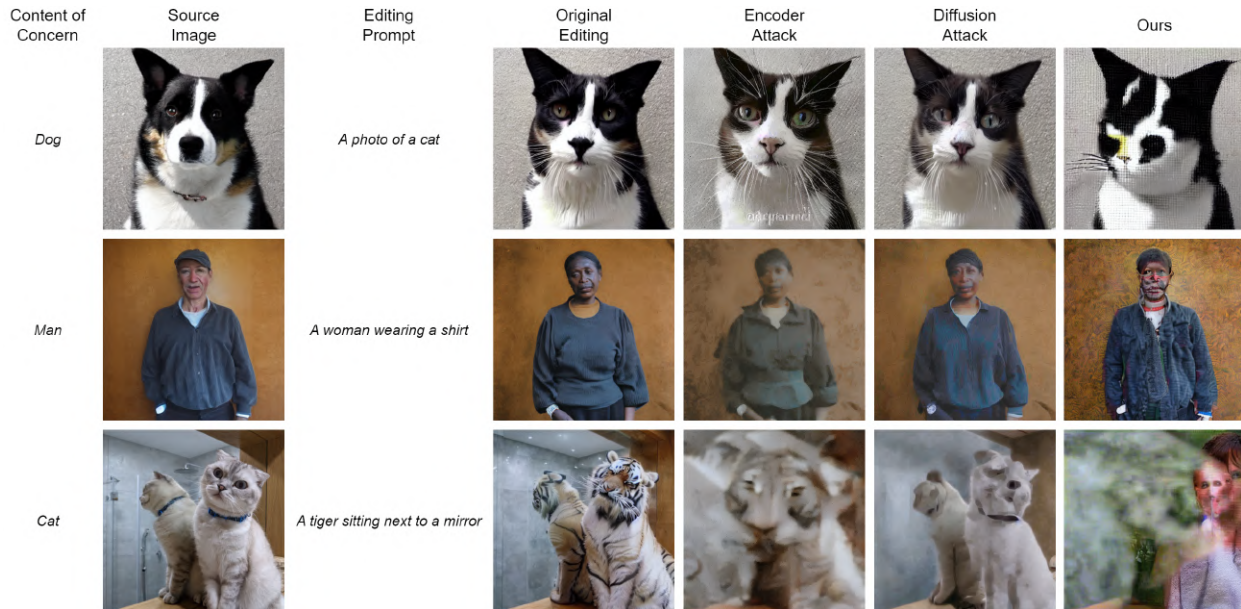 Content of
Concern
Source
Image
Editing
Prompt
Original
Editing
Encoder
Attack
Diffusion
Attack
Ours
Dog
A photo of a cat
Man
A woman wearing a shirt
Cat
A tiger sitting next to a mirror